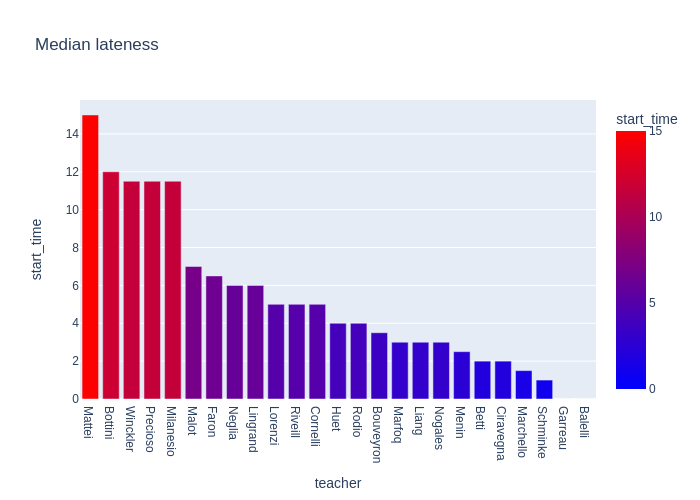 Median lateness
start_time
15
10
5
0
start_time
14
12
10
8
6
4
2
0
Mattei
Bottini
Winckler
Precioso
Milanesio
Malot
Faron
Neglia
Lingrand
Lorenzi
Riveill
Cornelli
Huet
Rodio
Bouveyron
Marfoq
Liang
Nogales
Menin
Betti
Ciravegna
Marchello
Schminke
Garreau
Balelli
teacher